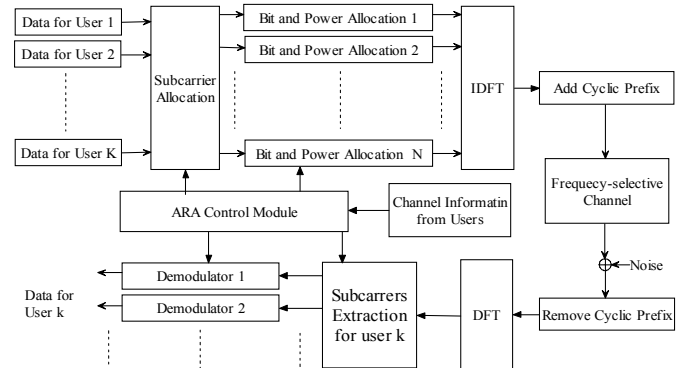 Data for User 1
Data for User 2
Data for User K
Subcarrier
Allocation
Bit and Power Allocation 1
Bit and Power Allocation 2
Bit and Power Allocation N
IDFT
Add Cyclic Prefix
Frequecy-selective
Channel
Noise
Remove Cyclic Prefix
ARA Control Module
Channel Informatin
from Users
Data for
User k
Demodulator 1
Demodulator 2
Subcarrers
Extraction
for user k
DFT